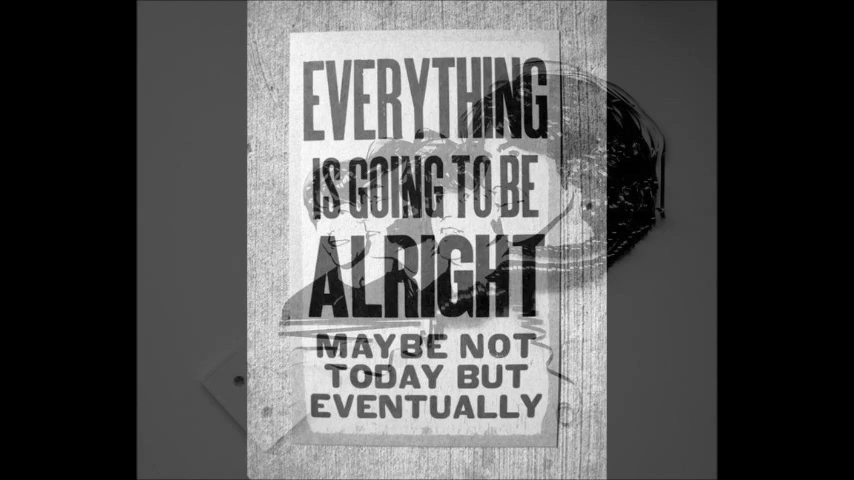 EVERYTHING
IS GOING TO BE
ALRIGHT
MAYBE NOT
TODAY BUT
EVENTUALLY